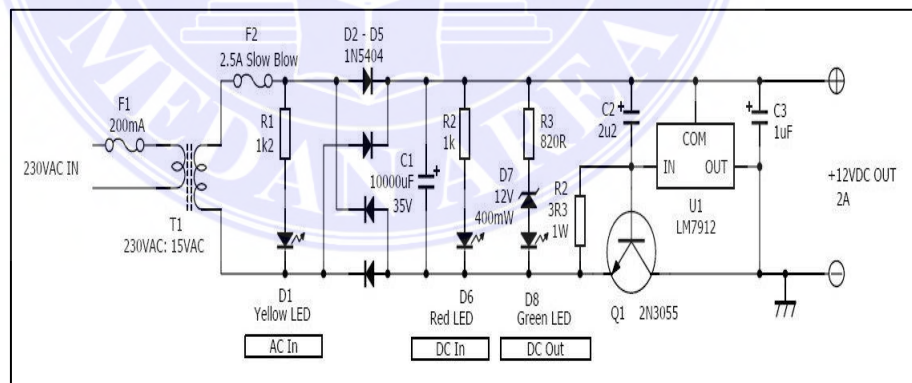 MEDAN AREA
F2
2.5A Slow Blow
D2 - D5
1N5404
F1
200mA
230VAC IN
T1
230VAC: 15VAC
R1
1k2
D1
Yellow LED
AC In
C1
10000uF
35V
R2
1k
D6
Red LED
DC In
R3
820R
D7
12V
400mW
D8
Green LED
DC Out
R2
3R3
1W
C2
2u2
COM
IN
OUT
U1
LM7912
Q1
2N3055
C3
1uF
+12VDC OUT
2A